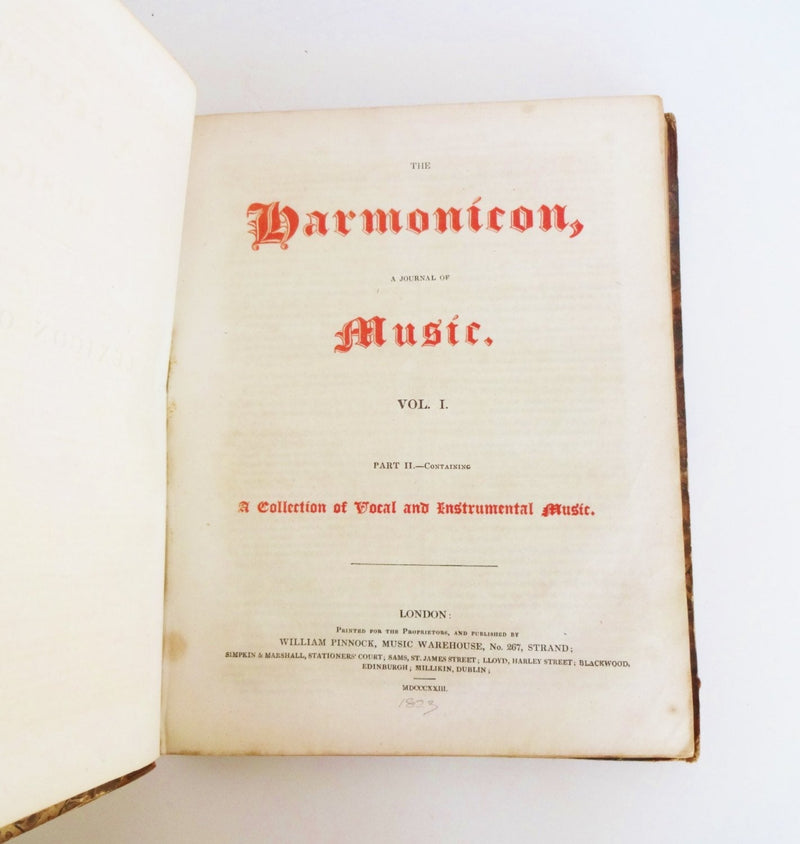 THE
Harmonicon,
A JOURNAL OF
Music.
VOL. I.
PART II.—CONTAINING
A Collection of Vocal and Instrumental Music.
LONDON:
PRINTED FOR THE PROPRIETORS, AND PUBLISHED BY
WILLIAM PINNOCK, MUSIC WAREHOUSE, No. 267, STRAND;
SIMPKIN & MARSHALL, STATIONERS' COURT; SAMS, ST. JAMES STREET; LLOYD, HARLEY STREET; BLACKWOOD,
EDINBURGH; MILLIKIN, DUBLIN;
MDCCCXXIII.
1823